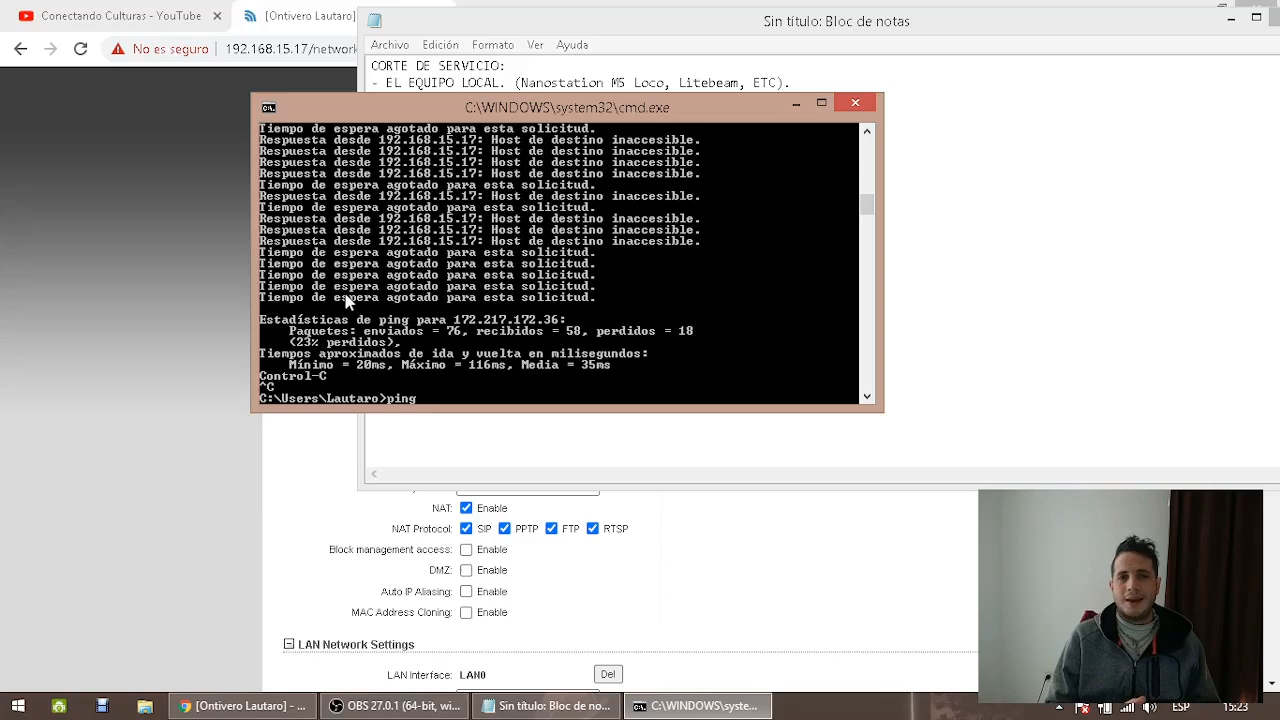 Conectarse - YouTube
[Ontivero Lautaro]
Sin título: Bloc de notas
No es seguro
192.168.15.17/network
Archivo Edición Formato Ver Ayuda
CORTE DE SERVICIO:
- EL EQUIPO LOCAL. (Nanostation M5 Loco, Litebeam, ETC).
C:\WINDOWS\system32\cmd.exe
Tiempo de espera agotado para esta solicitud.
Respuesta desde 192.168.15.17: Host de destino inaccesible.
Respuesta desde 192.168.15.17: Host de destino inaccesible.
Respuesta desde 192.168.15.17: Host de destino inaccesible.
Respuesta desde 192.168.15.17: Host de destino inaccesible.
Tiempo de espera agotado para esta solicitud.
Respuesta desde 192.168.15.17: Host de destino inaccesible.
Tiempo de espera agotado para esta solicitud.
Respuesta desde 192.168.15.17: Host de destino inaccesible.
Respuesta desde 192.168.15.17: Host de destino inaccesible.
Respuesta desde 192.168.15.17: Host de destino inaccesible.
Tiempo de espera agotado para esta solicitud.
Tiempo de espera agotado para esta solicitud.
Tiempo de espera agotado para esta solicitud.
Tiempo de espera agotado para esta solicitud.
Tiempo de espera agotado para esta solicitud.
Estadísticas de ping para 172.217.172.36:
Paquetes: enviados = 76, recibidos = 58, perdidos = 18
(23% perdidos),
Tiempos aproximados de ida y vuelta en milisegundos:
Mínimo = 20ms, Máximo = 116ms, Media = 35ms
Control-C
^C
C:\Users\Lautaro>ping
NAT: Enable
NAT Protocol: SIP PPTP FTP RTSP
Block management access: Enable
DMZ: Enable
Auto IP Aliasing: Enable
MAC Address Cloning: Enable
LAN Network Settings
LAN Interface: LAN0 Del
[Ontivero Lautaro] - ...
OBS 27.0.1 (64-bit, wi...
Sin título: Bloc de no...
C:\WINDOWS\syste...
ESP
15:23